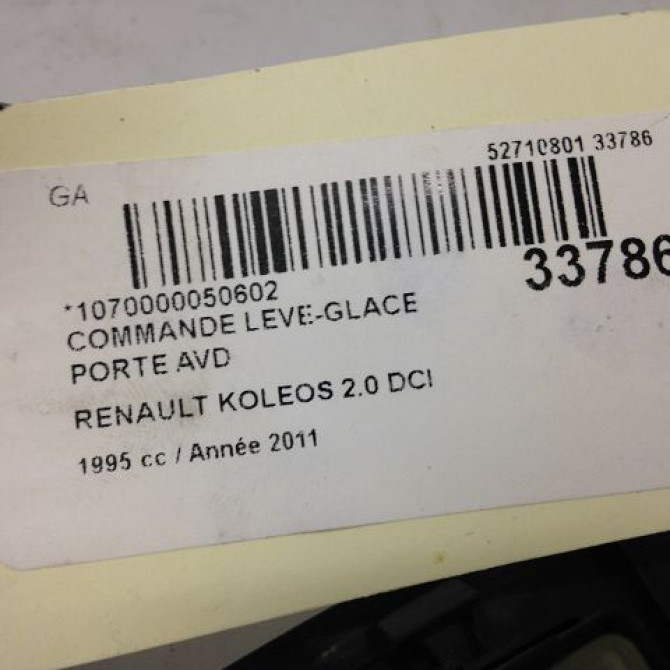 52710801 33786
GA
33786
*1070000050602
COMMANDE LEVE-GLACE
PORTE AVD
RENAULT KOLEOS 2.0 DCI
1995 cc / Année 2011